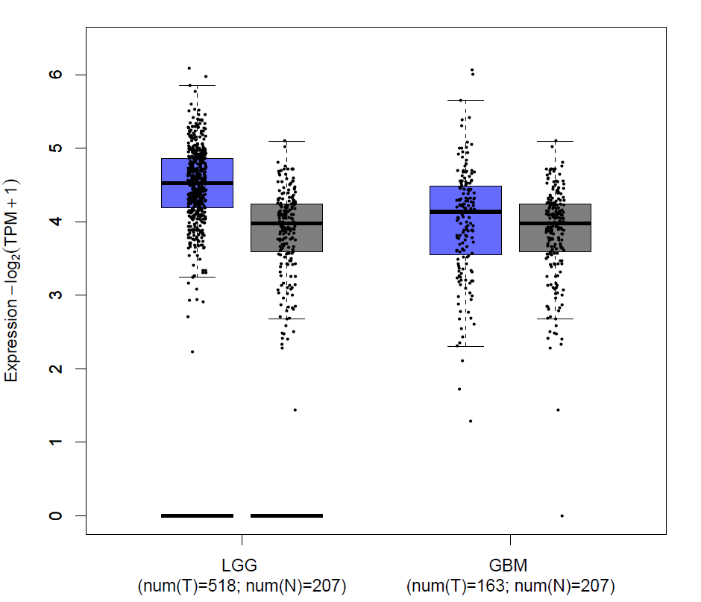 Expression – log₂(TPM + 1)
6
5
4
3
2
1
0
LGG
(num(T)=518; num(N)=207)
GBM
(num(T)=163; num(N)=207)